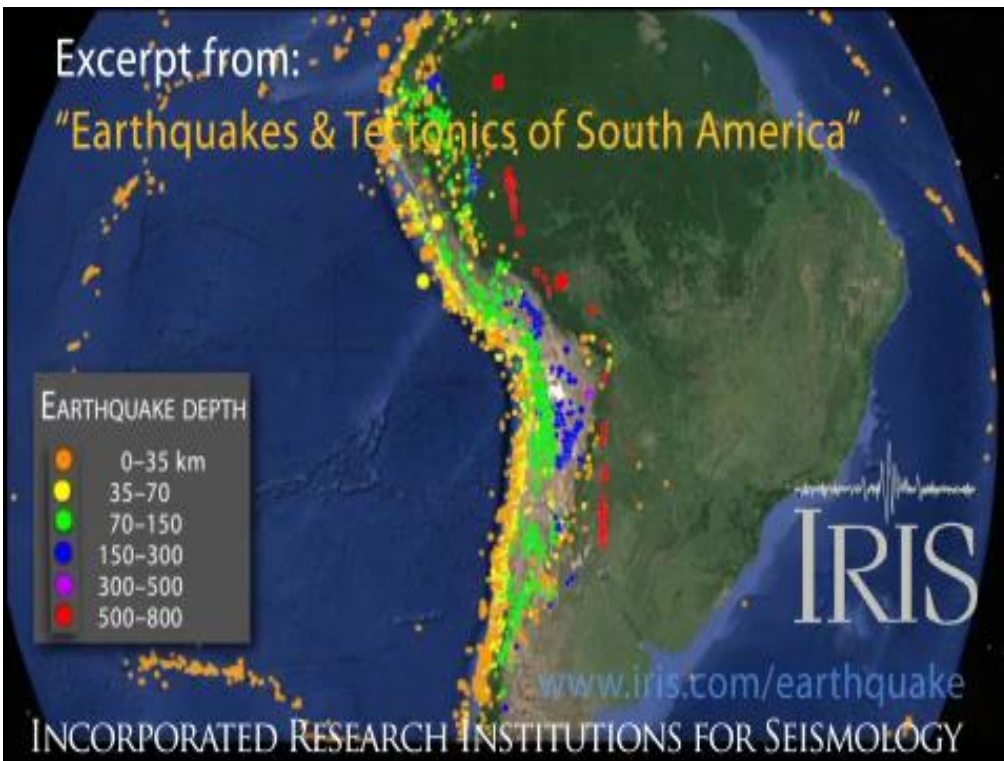 Excerpt from:
“Earthquakes & Tectonics of South America”
EARTHQUAKE DEPTH
0–35 km
35–70
70–150
150–300
300–500
500–800
IRIS
www.iris.com/earthquake
INCORPORATED RESEARCH INSTITUTIONS FOR SEISMOLOGY